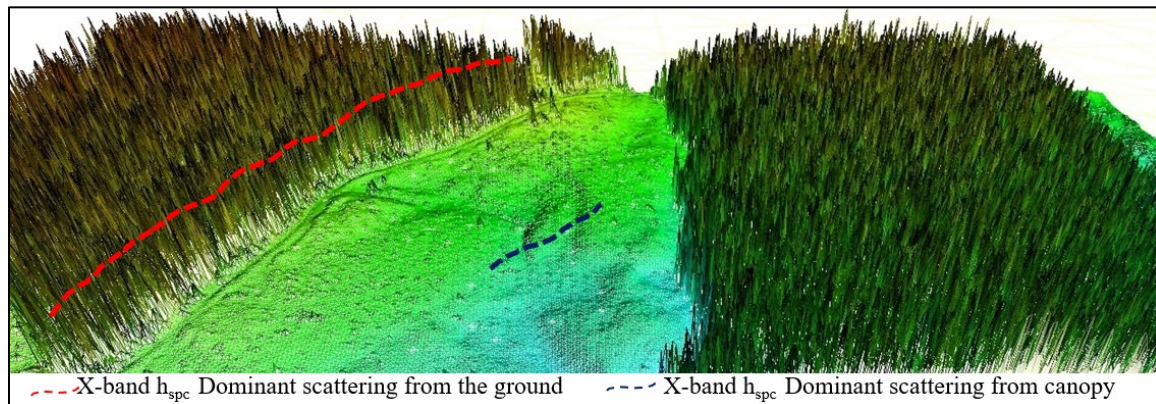 X-band hspc Dominant scattering from the ground X-band hspc Dominant scattering from canopy